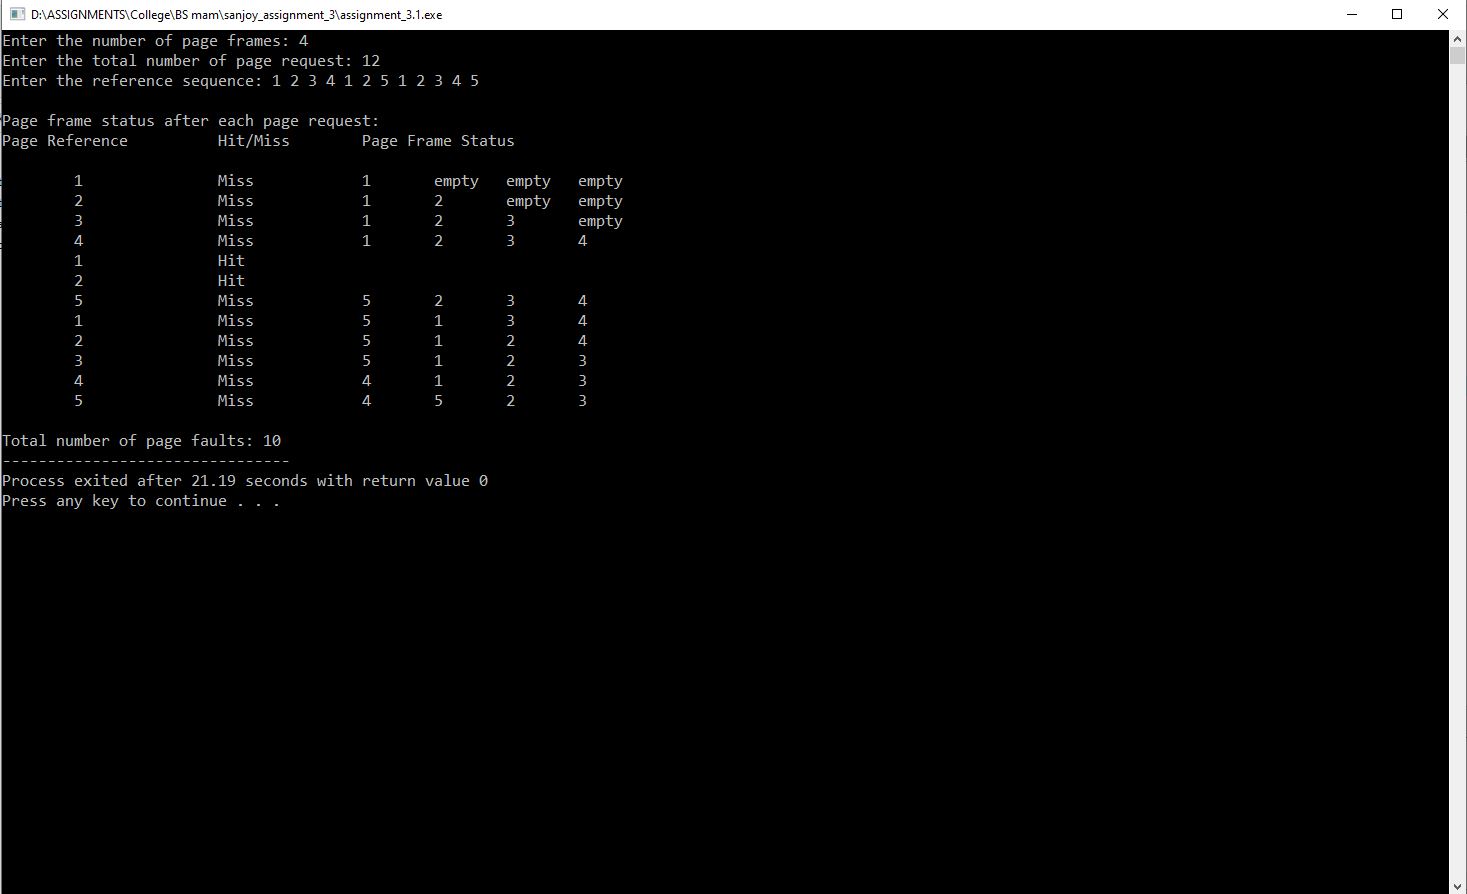 D:\ASSIGNMENTS\College\BS mam\sanjoy_assignment_3\assignment_3.1.exe
Enter the number of page frames: 4
Enter the total number of page request: 12
Enter the reference sequence: 1 2 3 4 1 2 5 1 2 3 4 5
Page frame status after each page request:
Page Reference Hit/Miss Page Frame Status
1 Miss 1 empty empty empty
2 Miss 1 2 empty empty
3 Miss 1 2 3 empty
4 Miss 1 2 3 4
1 Hit
2 Hit
5 Miss 5 2 3 4
1 Miss 5 1 3 4
2 Miss 5 1 2 4
3 Miss 5 1 2 3
4 Miss 4 1 2 3
5 Miss 4 5 2 3
Total number of page faults: 10
--------------------------------
Process exited after 21.19 seconds with return value 0
Press any key to continue . . .